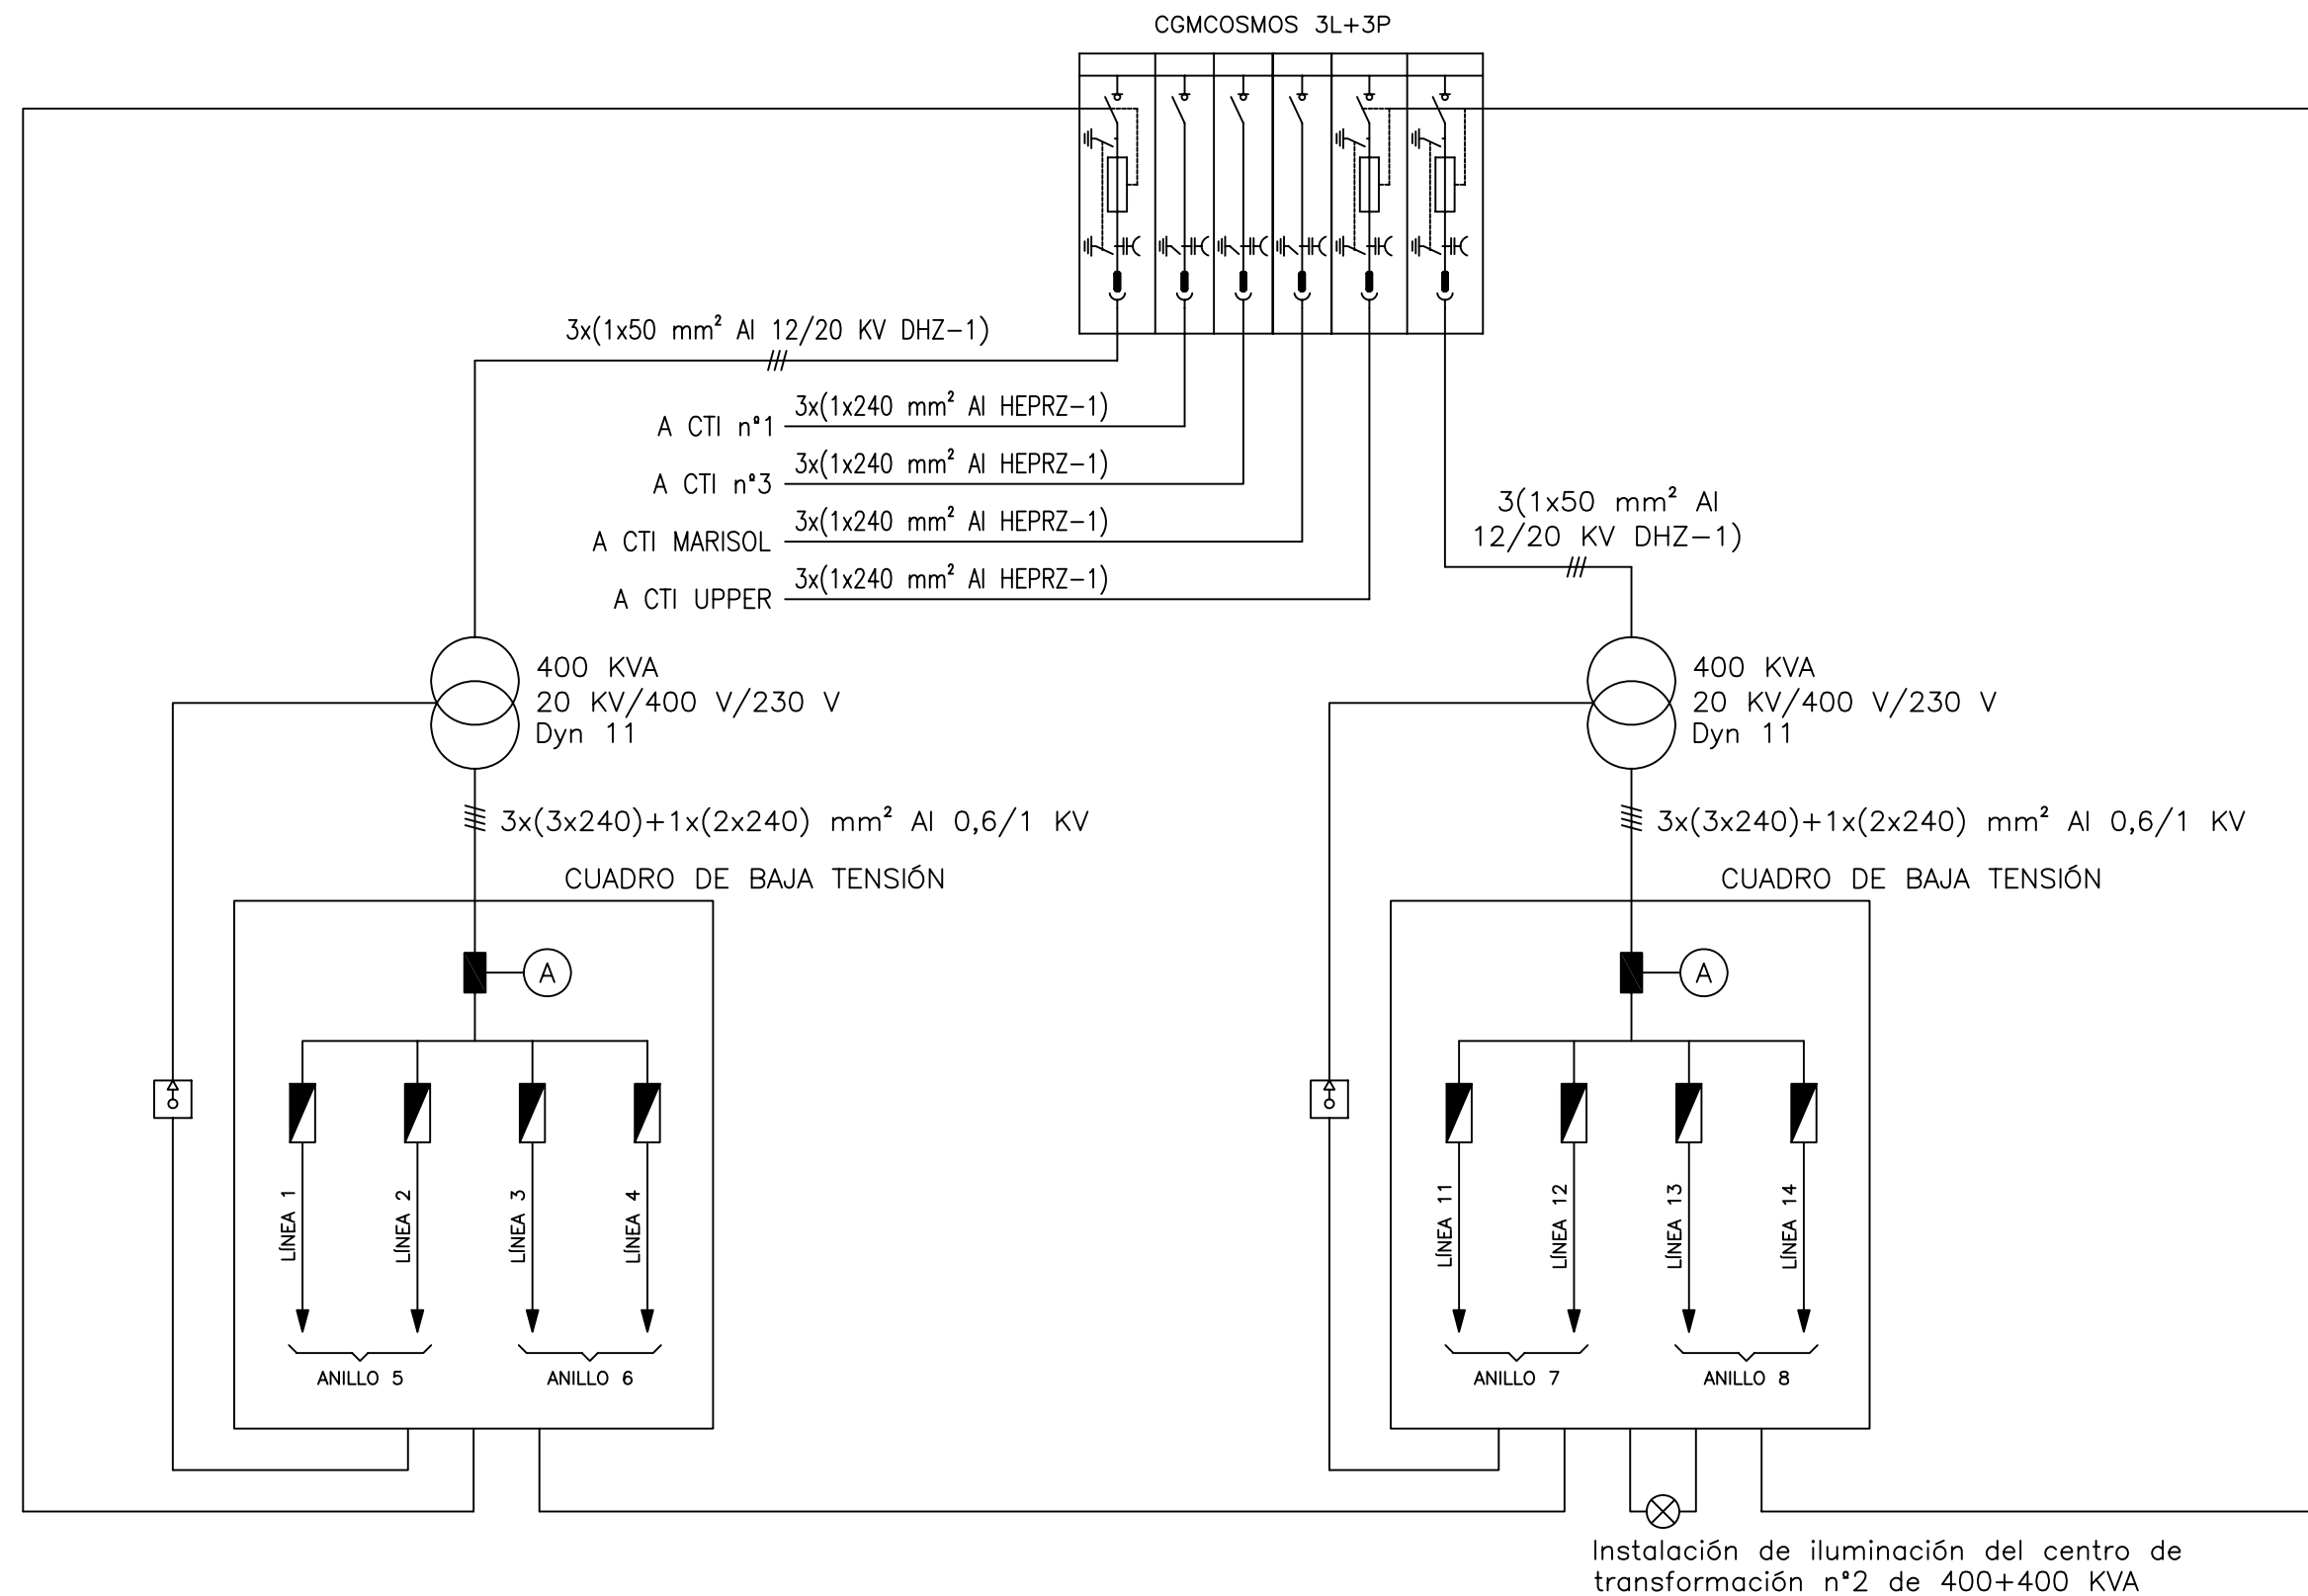 CGMCOSMOS 3L+3P
3x(1x50 mm² Al 12/20 KV DHZ-1)
A CTI nº1
3x(1x240 mm² Al HEPRZ-1)
A CTI nº3
3x(1x240 mm² Al HEPRZ-1)
A CTI MARISOL
3x(1x240 mm² Al HEPRZ-1)
A CTI UPPER
3x(1x240 mm² Al HEPRZ-1)
3(1x50 mm² Al
12/20 KV DHZ-1)
400 KVA
20 KV/400 V/230 V
Dyn 11
3x(3x240)+1x(2x240) mm² Al 0,6/1 KV
CUADRO DE BAJA TENSIÓN
A
LÍNEA 1
LÍNEA 2
LÍNEA 3
LÍNEA 4
ANILLO 5
ANILLO 6
400 KVA
20 KV/400 V/230 V
Dyn 11
3x(3x240)+1x(2x240) mm² Al 0,6/1 KV
CUADRO DE BAJA TENSIÓN
A
LÍNEA 11
LÍNEA 12
LÍNEA 13
LÍNEA 14
ANILLO 7
ANILLO 8
Instalación de iluminación del centro de
transformación nº2 de 400+400 KVA